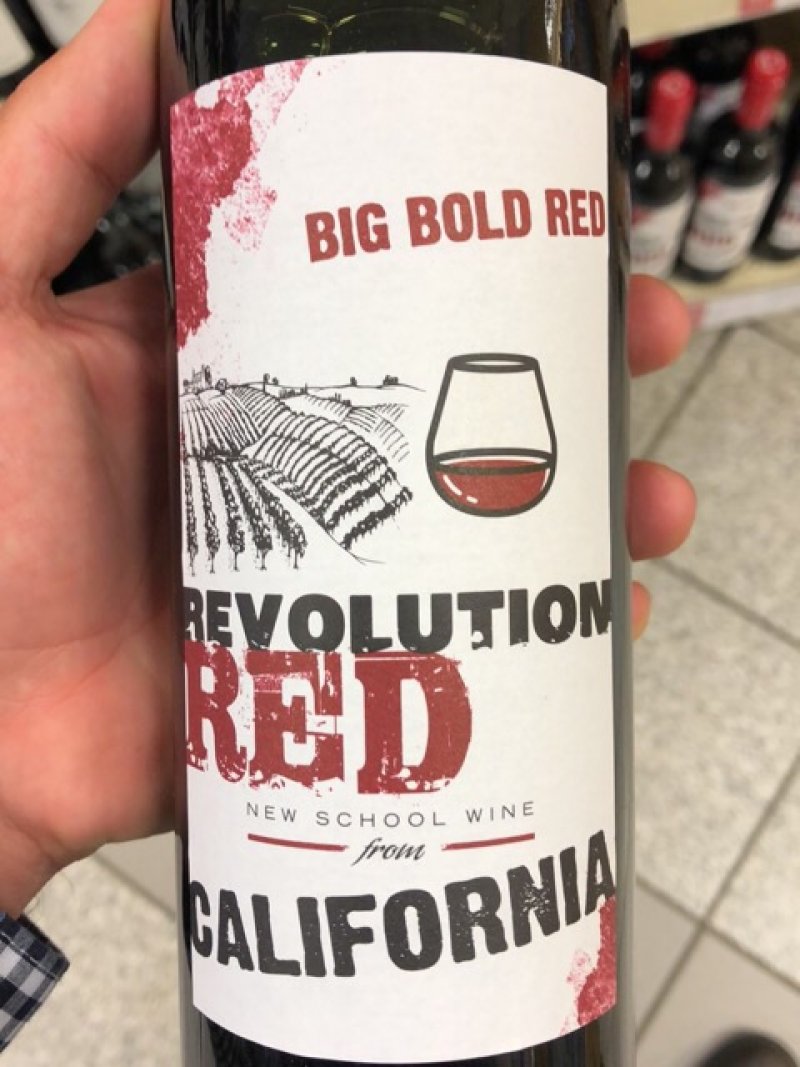 BIG BOLD RED
REVOLUTION
RED
NEW SCHOOL WINE
from
CALIFORNIA